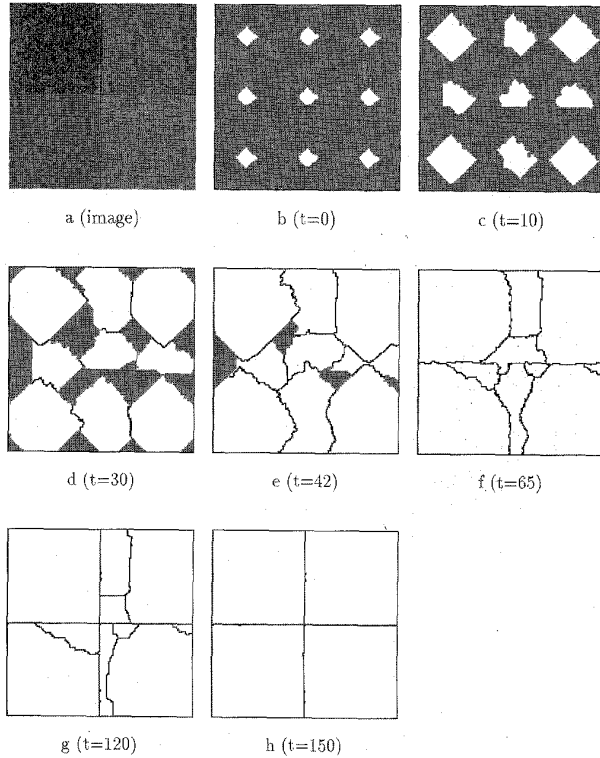 a (image)
b (t=0)
c (t=10)
d (t=30)
e (t=42)
f (t=65)
g (t=120)
h (t=150)